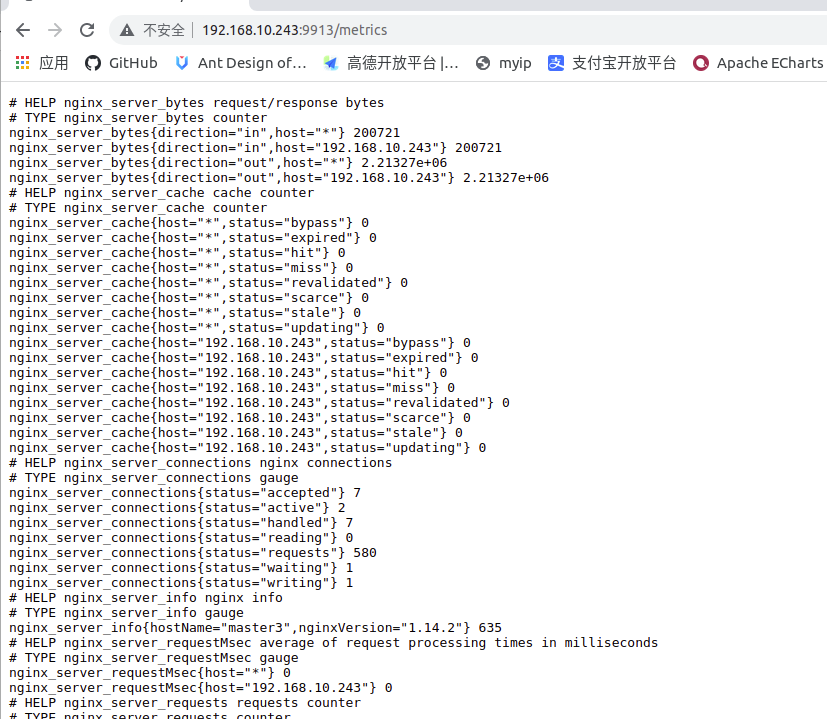 不安全 192.168.10.243:9913/metrics
应用 GitHub Ant Design of… 高德开放平台 |… myip 支付宝开放平台 Apache ECharts
# HELP nginx_server_bytes request/response bytes
# TYPE nginx_server_bytes counter
nginx_server_bytes{direction="in",host="*"} 200721
nginx_server_bytes{direction="in",host="192.168.10.243"} 200721
nginx_server_bytes{direction="out",host="*"} 2.21327e+06
nginx_server_bytes{direction="out",host="192.168.10.243"} 2.21327e+06
# HELP nginx_server_cache cache counter
# TYPE nginx_server_cache counter
nginx_server_cache{host="*",status="bypass"} 0
nginx_server_cache{host="*",status="expired"} 0
nginx_server_cache{host="*",status="hit"} 0
nginx_server_cache{host="*",status="miss"} 0
nginx_server_cache{host="*",status="revalidated"} 0
nginx_server_cache{host="*",status="scarce"} 0
nginx_server_cache{host="*",status="stale"} 0
nginx_server_cache{host="*",status="updating"} 0
nginx_server_cache{host="192.168.10.243",status="bypass"} 0
nginx_server_cache{host="192.168.10.243",status="expired"} 0
nginx_server_cache{host="192.168.10.243",status="hit"} 0
nginx_server_cache{host="192.168.10.243",status="miss"} 0
nginx_server_cache{host="192.168.10.243",status="revalidated"} 0
nginx_server_cache{host="192.168.10.243",status="scarce"} 0
nginx_server_cache{host="192.168.10.243",status="stale"} 0
nginx_server_cache{host="192.168.10.243",status="updating"} 0
# HELP nginx_server_connections nginx connections
# TYPE nginx_server_connections gauge
nginx_server_connections{status="accepted"} 7
nginx_server_connections{status="active"} 2
nginx_server_connections{status="handled"} 7
nginx_server_connections{status="reading"} 0
nginx_server_connections{status="requests"} 580
nginx_server_connections{status="waiting"} 1
nginx_server_connections{status="writing"} 1
# HELP nginx_server_info nginx info
# TYPE nginx_server_info gauge
nginx_server_info{hostName="master3",nginxVersion="1.14.2"} 635
# HELP nginx_server_requestMsec average of request processing times in milliseconds
# TYPE nginx_server_requestMsec gauge
nginx_server_requestMsec{host="*"} 0
nginx_server_requestMsec{host="192.168.10.243"} 0
# HELP nginx_server_requests requests counter
# TYPE nginx_server_requests counter